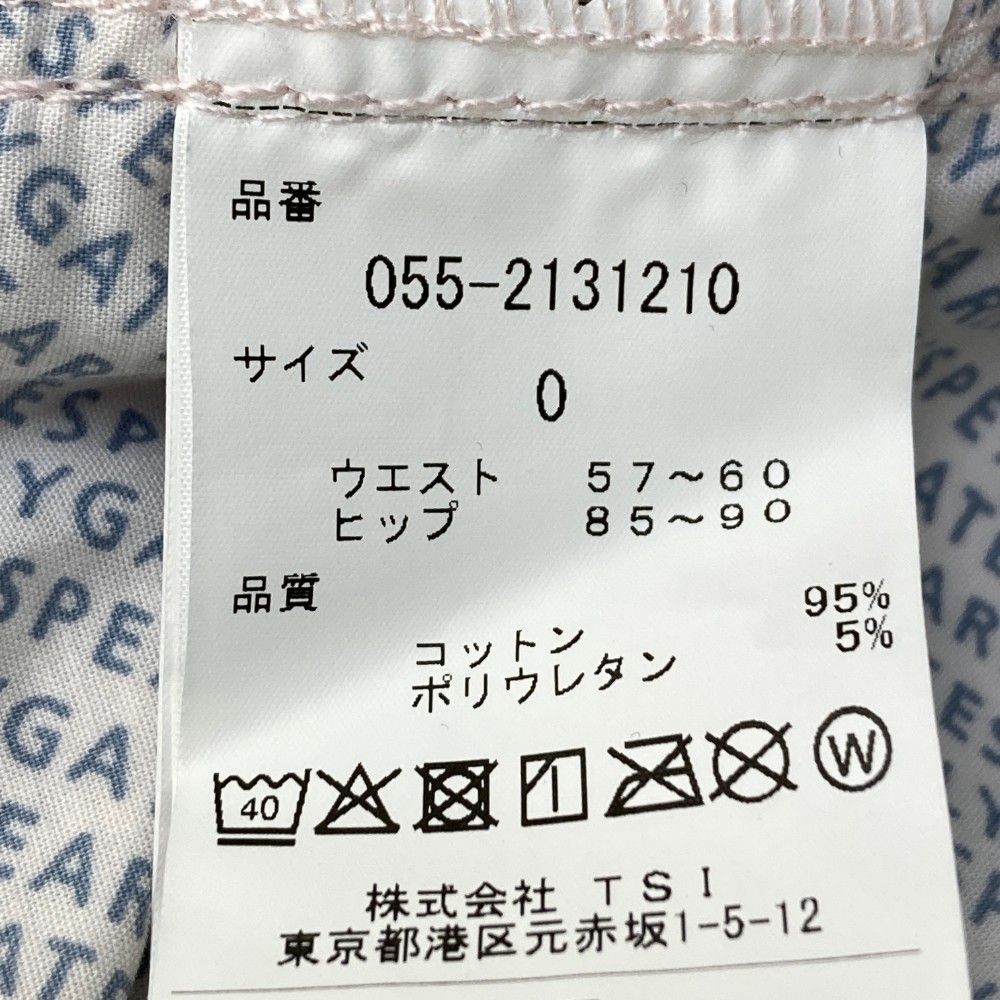 品番
055-2131210
サイズ
0
ウエスト 57～60
ヒップ 85～90
品質
コットン 95%
ポリウレタン 5%
40
W
株式会社 TSI
東京都港区元赤坂1-5-12